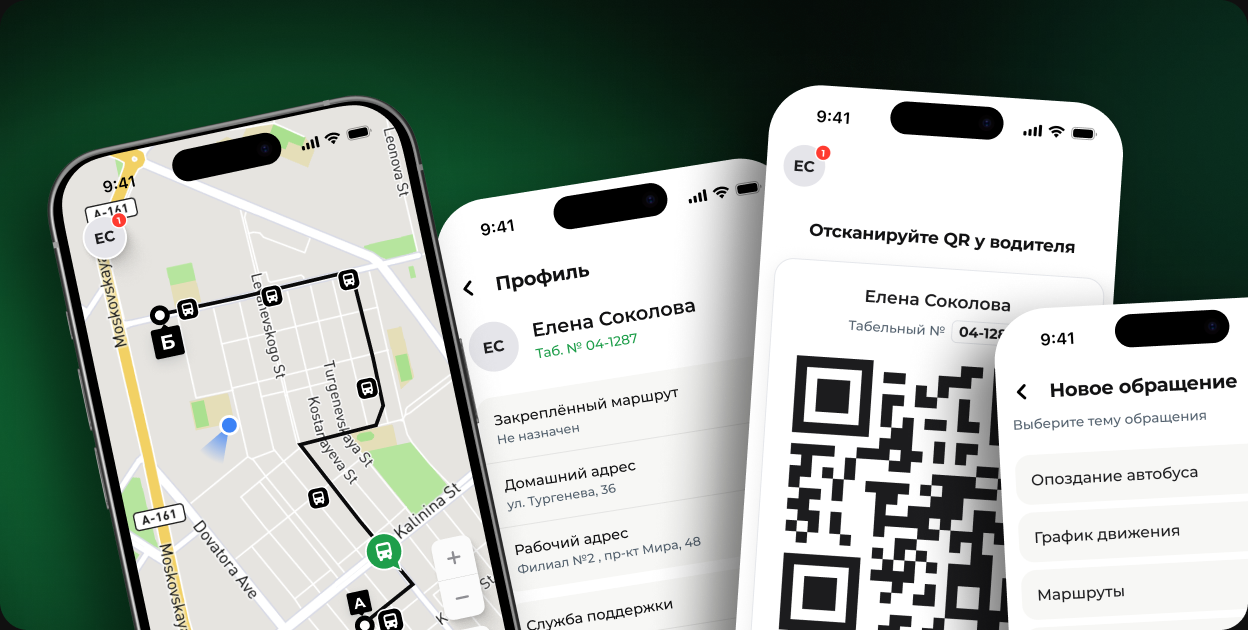 9:41
A-161
ЕС
1
Leonova St
Moskovskaya
Levanevskogo St
Б
Turgenevskaya St
Kostanayeva St
A-161
Dovatora Ave
Kalinina St
Moskovskaya
А
+
−
9:41
Профиль
ЕС
Елена Соколова
Таб. № 04-1287
Закреплённый маршрут
Не назначен
Домашний адрес
ул. Тургенева, 36
Рабочий адрес
Филиал №2 , пр-кт Мира, 48
Служба поддержки
9:41
ЕС
1
Отсканируйте QR у водителя
Елена Соколова
Табельный № 04-128
9:41
Новое обращение
Выберите тему обращения
Опоздание автобуса
График движения
Маршруты